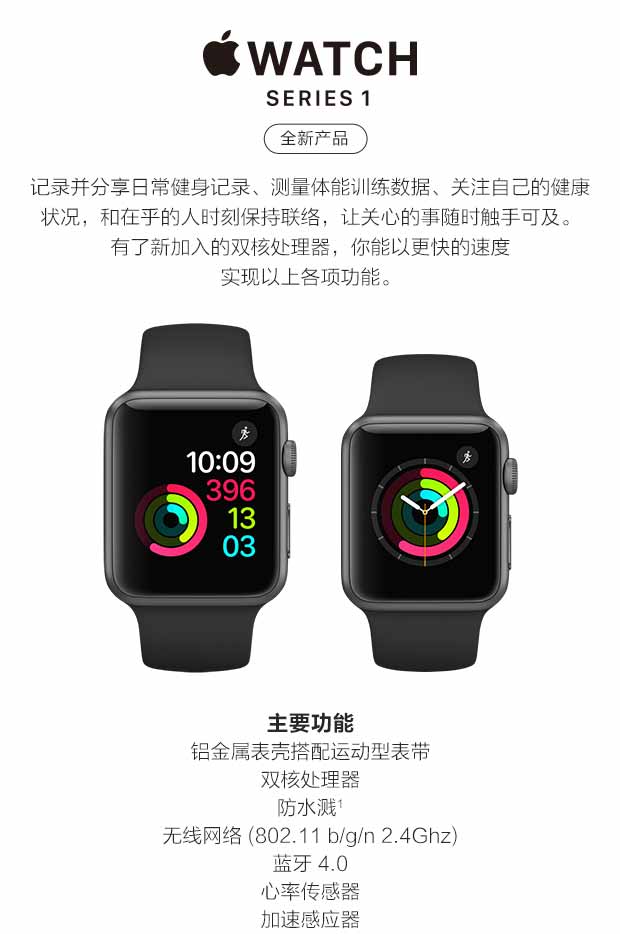 WATCH
SERIES 1
全新产品
记录并分享日常健身记录、测量体能训练数据、关注自己的健康
状况，和在乎的人时刻保持联络，让关心的事随时触手可及。
有了新加入的双核处理器，你能以更快的速度
实现以上各项功能。
10:09
396
13
03
主要功能
铝金属表壳搭配运动型表带
双核处理器
防水溅¹
无线网络 (802.11 b/g/n 2.4Ghz)
蓝牙 4.0
心率传感器
加速感应器